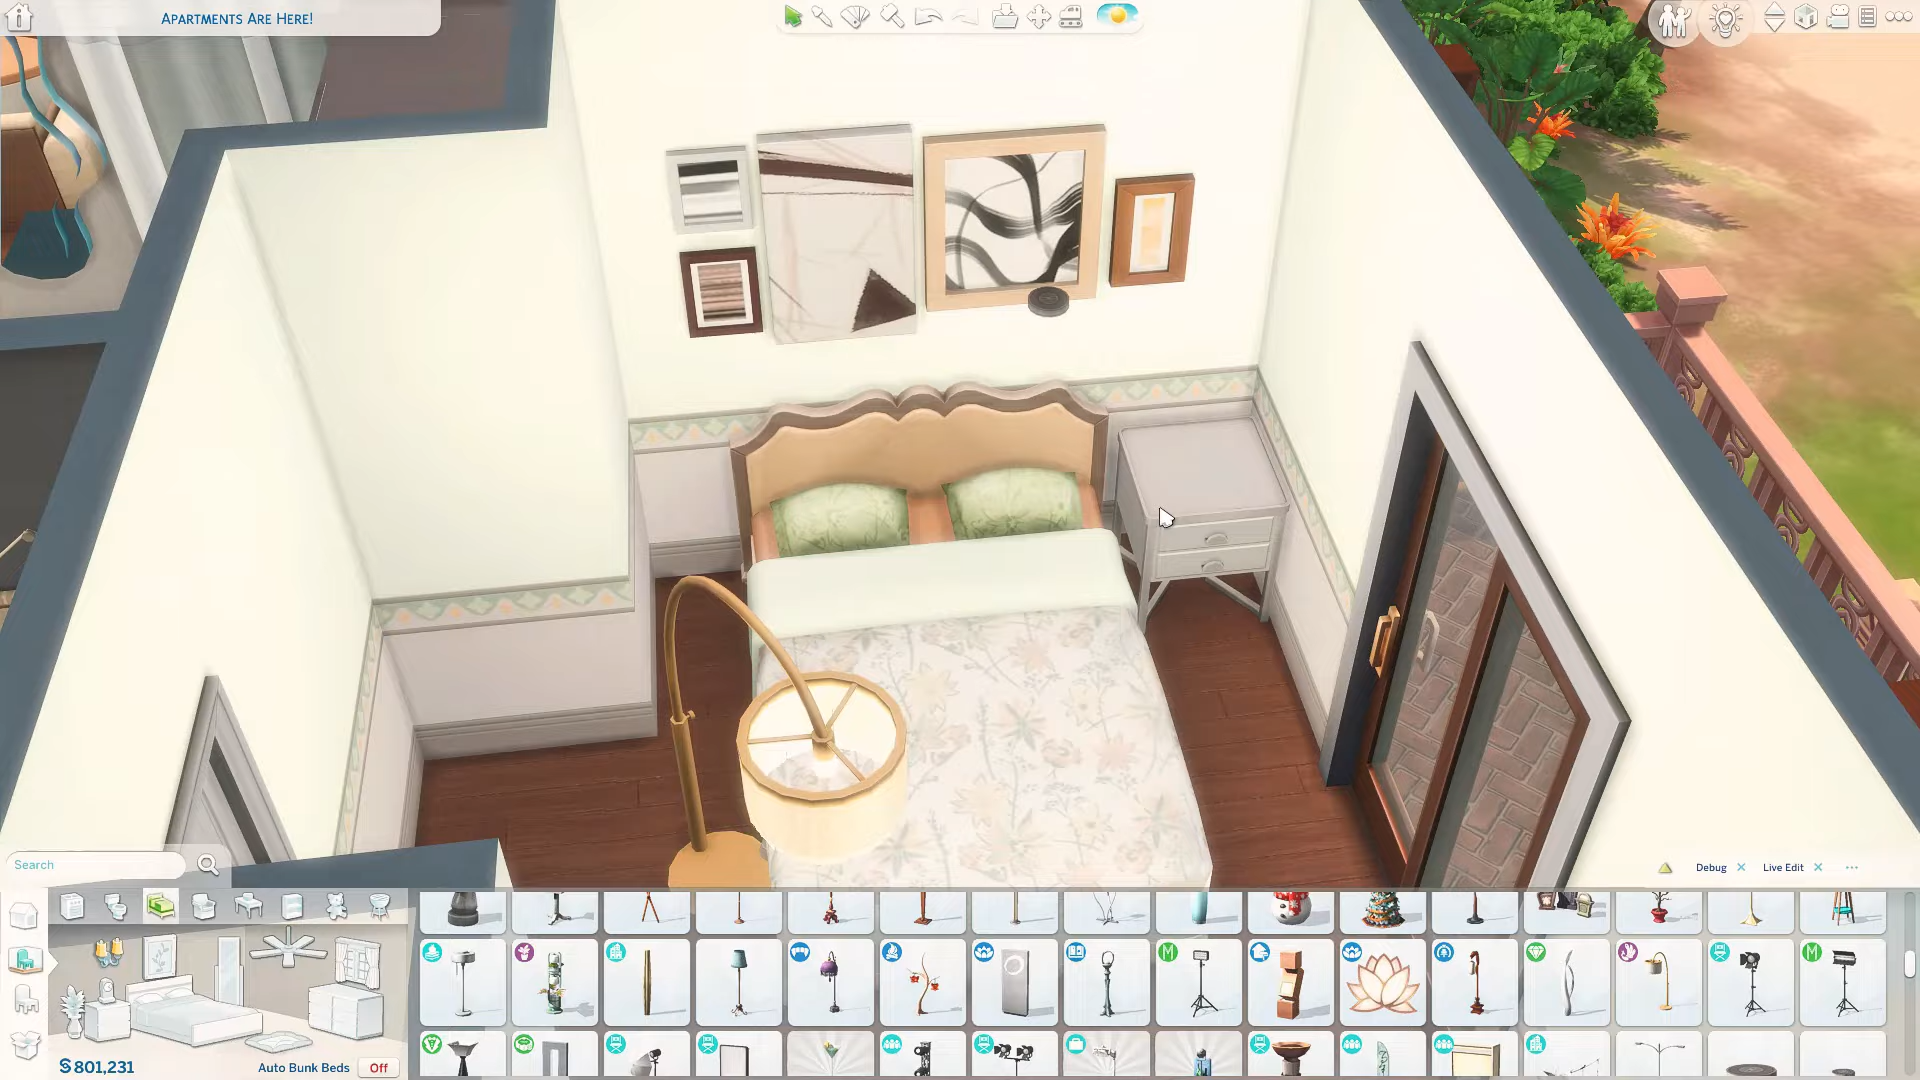 APARTMENTS ARE HERE!
Search
Debug
Live Edit
M
M
801,231
Auto Bunk Beds
Off